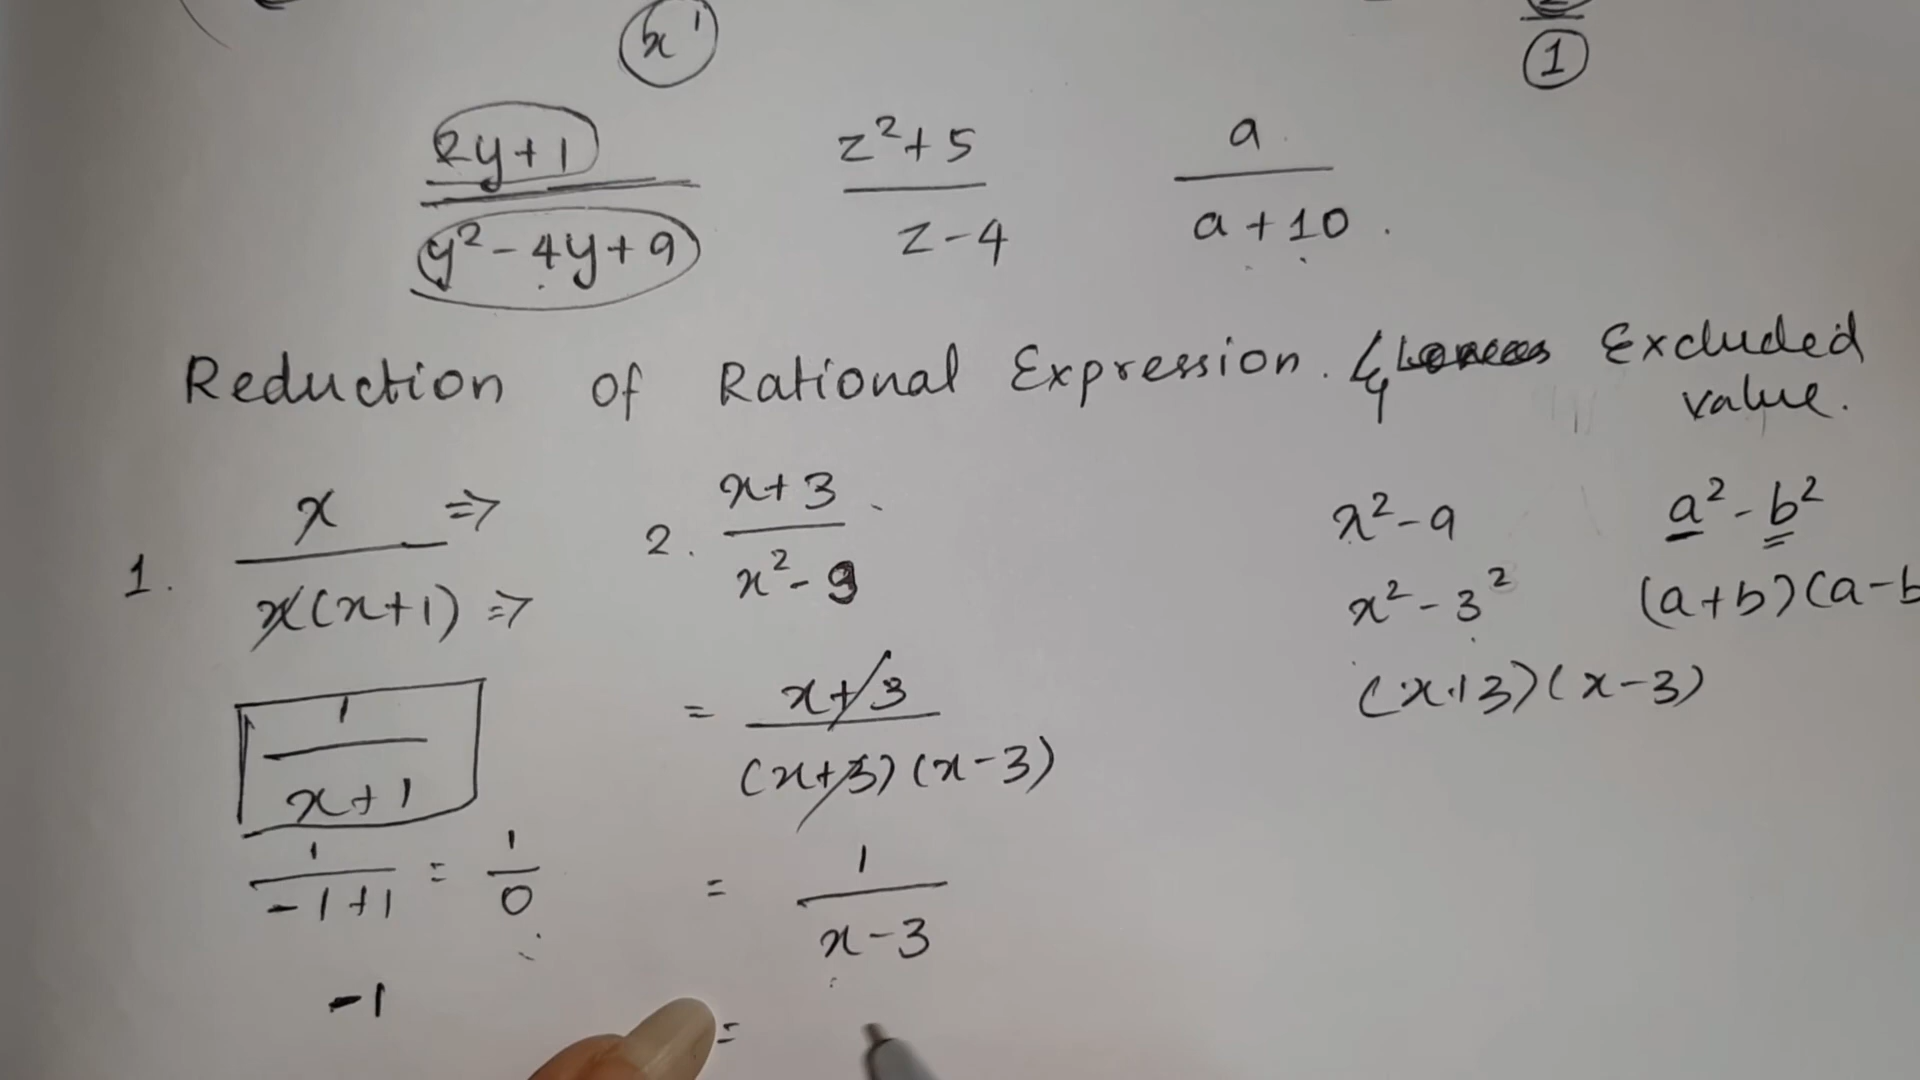 x¹
1
2y+1 / y²-4y+9
z²+5 / z-4
a / a+10.
Reduction of Rational Expression. & Excluded value.
1. x / x(x+1) ⇒ ⇒
1 / x+1
1 / -1+1 = 1 / 0
-1
2. x+3 / x²-9
= x+3 / (x+3)(x-3)
= 1 / x-3
=
x²-9
x²-3²
(x+3)(x-3)
a²-b²
(a+b)(a-b